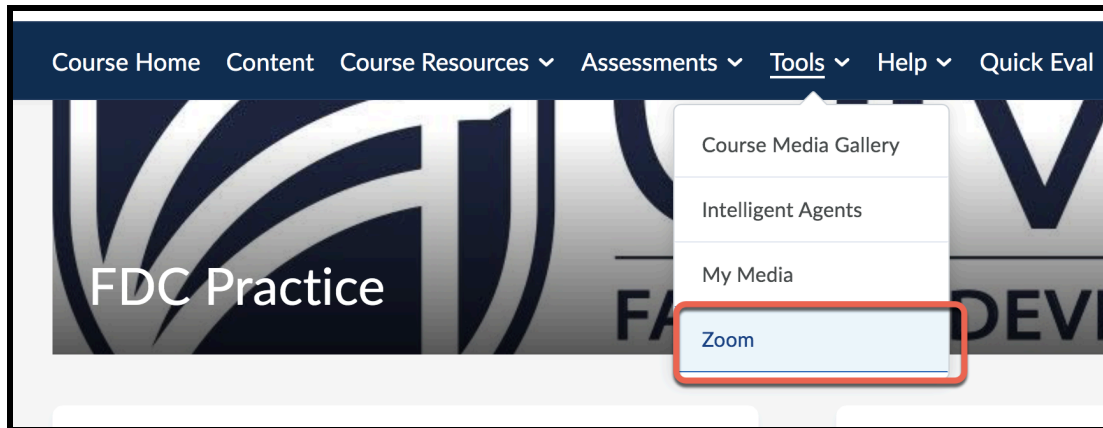 Course Home Content Course Resources Assessments Tools Help Quick Eval
Course Media Gallery
Intelligent Agents
My Media
FDC Practice
Zoom
DEV